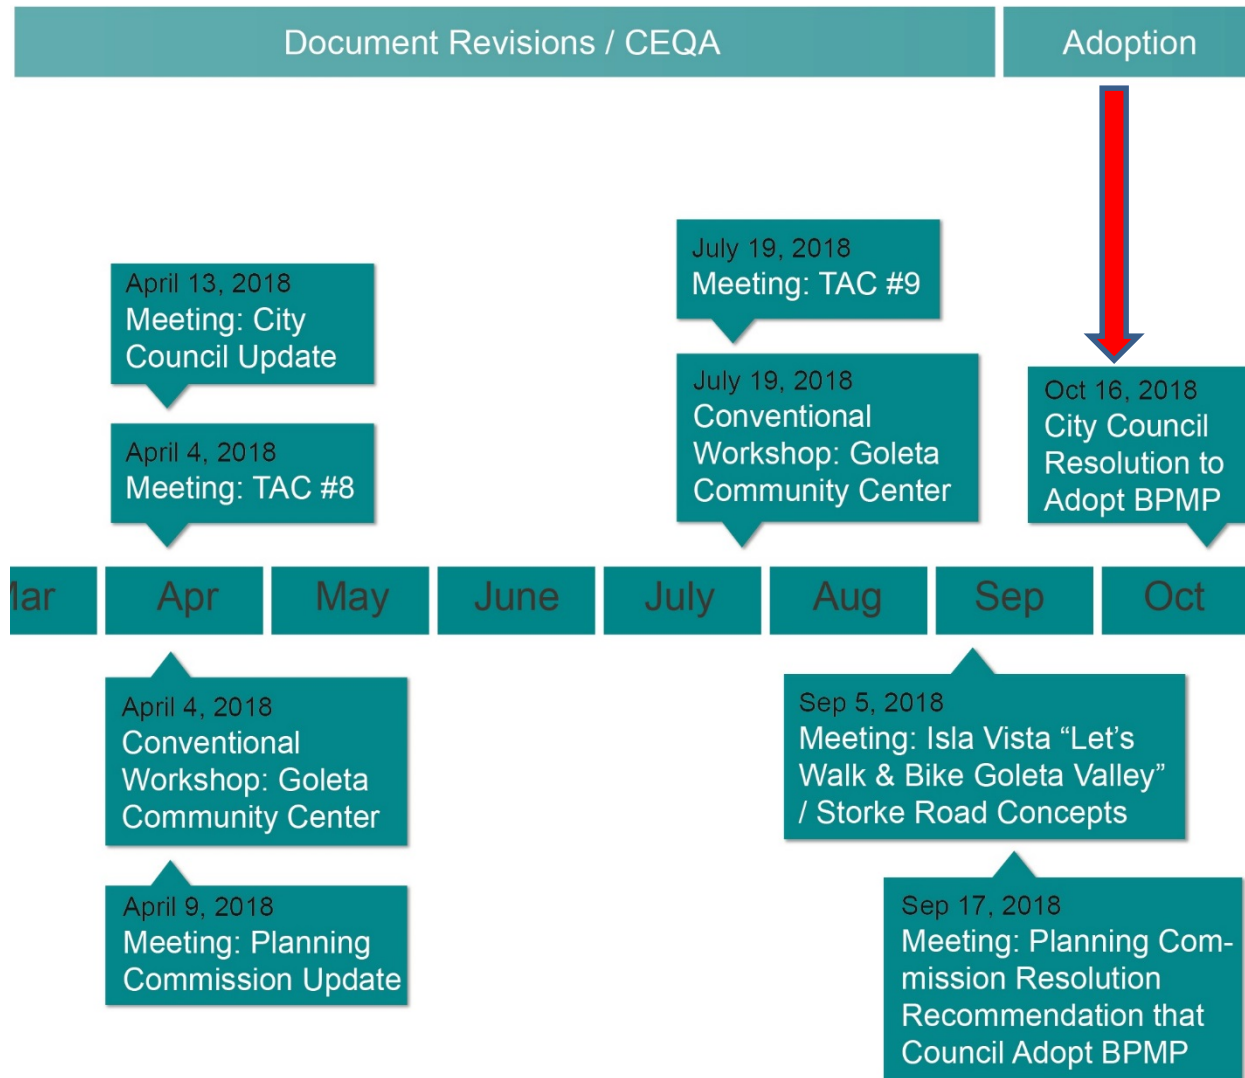 Document Revisions / CEQA
Adoption
April 13, 2018
Meeting: City
Council Update
April 4, 2018
Meeting: TAC #8
July 19, 2018
Meeting: TAC #9
July 19, 2018
Conventional
Workshop: Goleta
Community Center
Oct 16, 2018
City Council
Resolution to
Adopt BPMP
Mar
Apr
May
June
July
Aug
Sep
Oct
April 4, 2018
Conventional
Workshop: Goleta
Community Center
April 9, 2018
Meeting: Planning
Commission Update
Sep 5, 2018
Meeting: Isla Vista “Let’s
Walk & Bike Goleta Valley”
/ Storke Road Concepts
Sep 17, 2018
Meeting: Planning Com-
mission Resolution
Recommendation that
Council Adopt BPMP